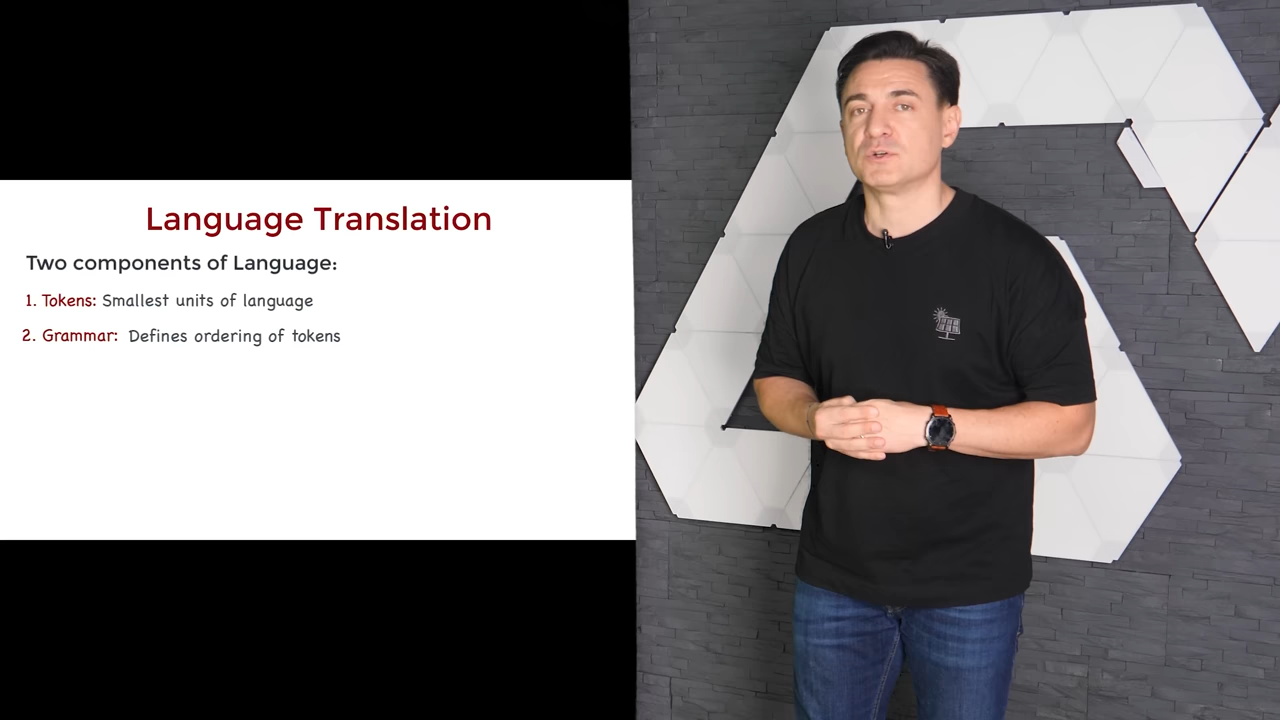 Language Translation
Two components of Language:
1. Tokens: Smallest units of language
2. Grammar: Defines ordering of tokens